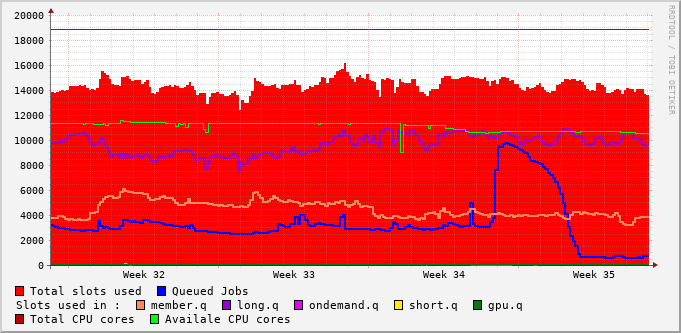 20000
18000
16000
14000
12000
10000
8000
6000
4000
2000
0
Week 32 Week 33 Week 34 Week 35
Total slots used Queued Jobs
Slots used in : member.q long.q ondemand.q short.q gpu.q
Total CPU cores Availale CPU cores
RRDTOOL / TOBI OETIKER